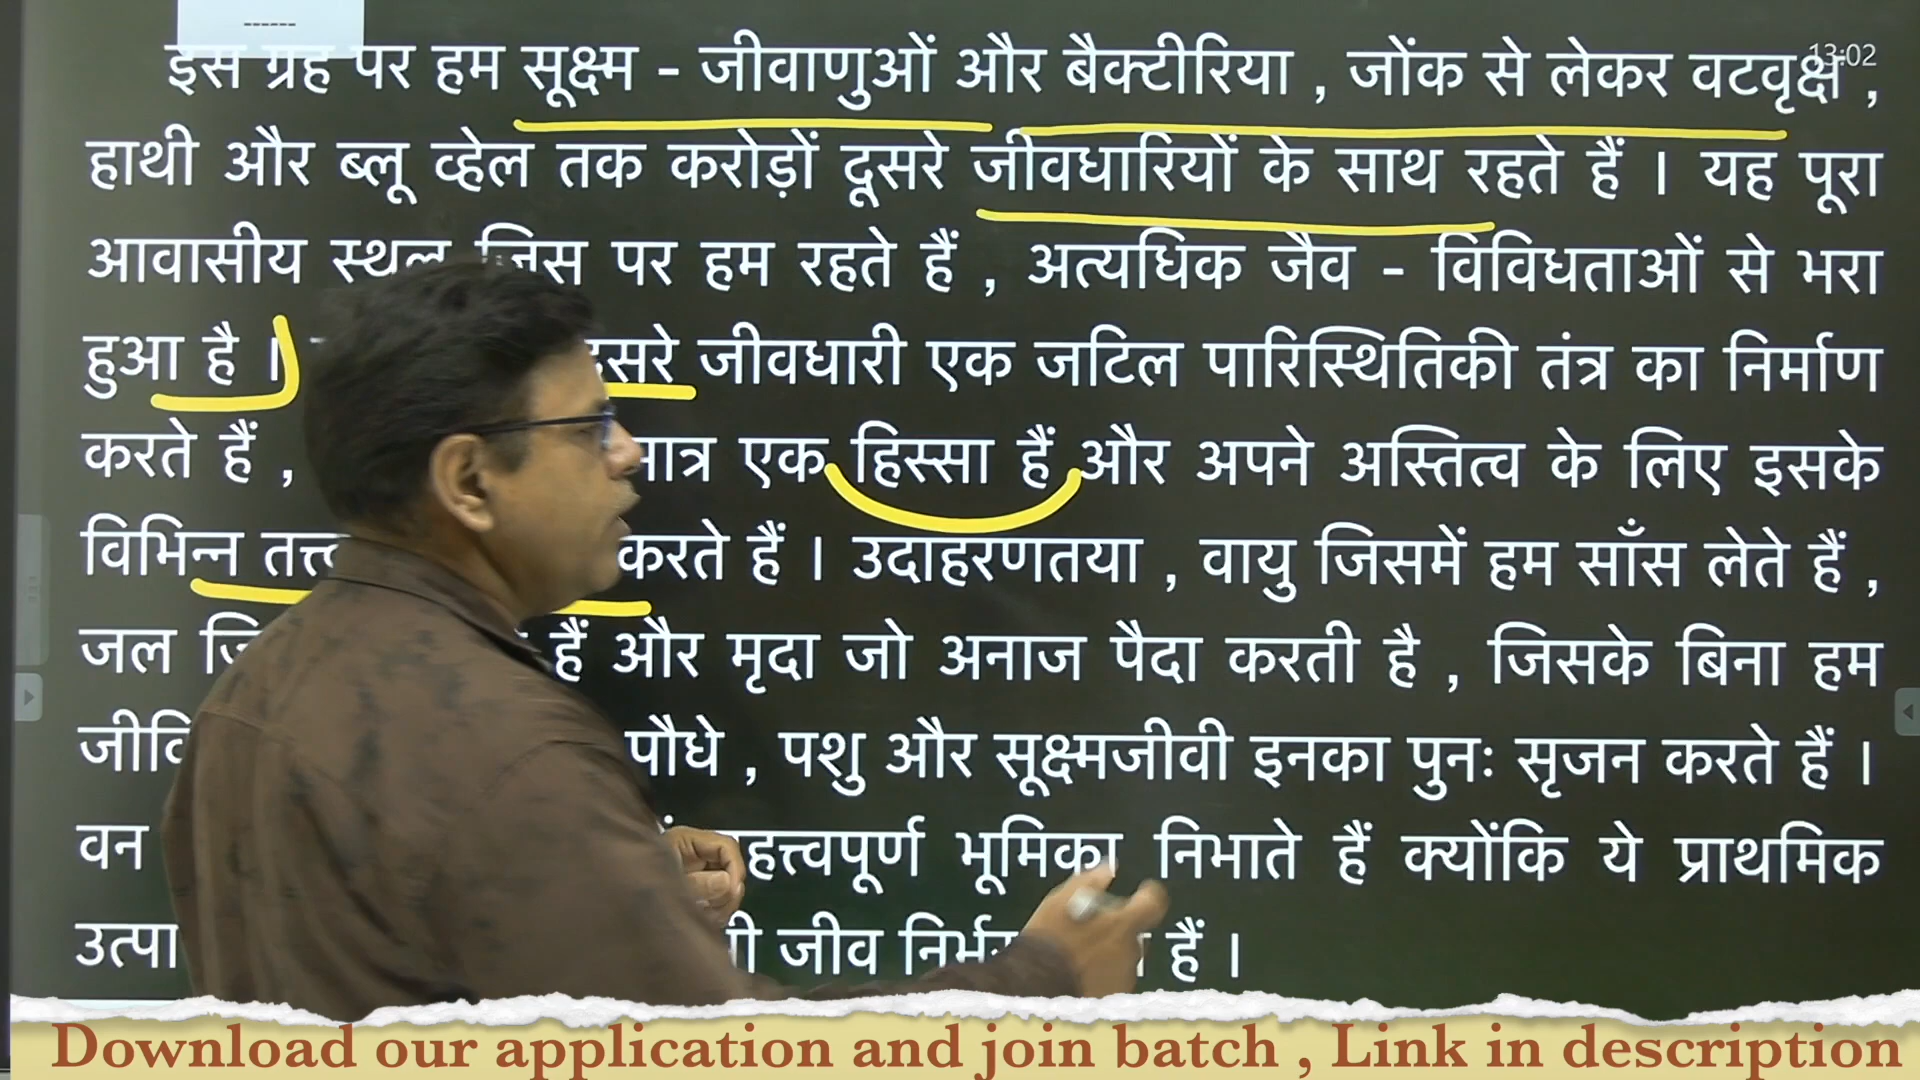 ------
13:02
इस ग्रह पर हम सूक्ष्म - जीवाणुओं और बैक्टीरिया , जोंक से लेकर वटवृक्ष ,
हाथी और ब्लू व्हेल तक करोड़ों दूसरे जीवधारियों के साथ रहते हैं । यह पूरा
आवासीय स्थल जिस पर हम रहते हैं , अत्यधिक जैव - विविधताओं से भरा
हुआ है । जीवधारी एक जटिल पारिस्थितिकी तंत्र का निर्माण
करते हैं , मात्र एक हिस्सा हैं और अपने अस्तित्व के लिए इसके
विभिन्न करते हैं । उदाहरणतया , वायु जिसमें हम साँस लेते हैं ,
जल हैं और मृदा जो अनाज पैदा करती है , जिसके बिना हम
पौधे , पशु और सूक्ष्मजीवी इनका पुनः सृजन करते हैं ।
वन महत्त्वपूर्ण भूमिका निभाते हैं क्योंकि ये प्राथमिक
जीव हैं ।
Download our application and join batch , Link in description